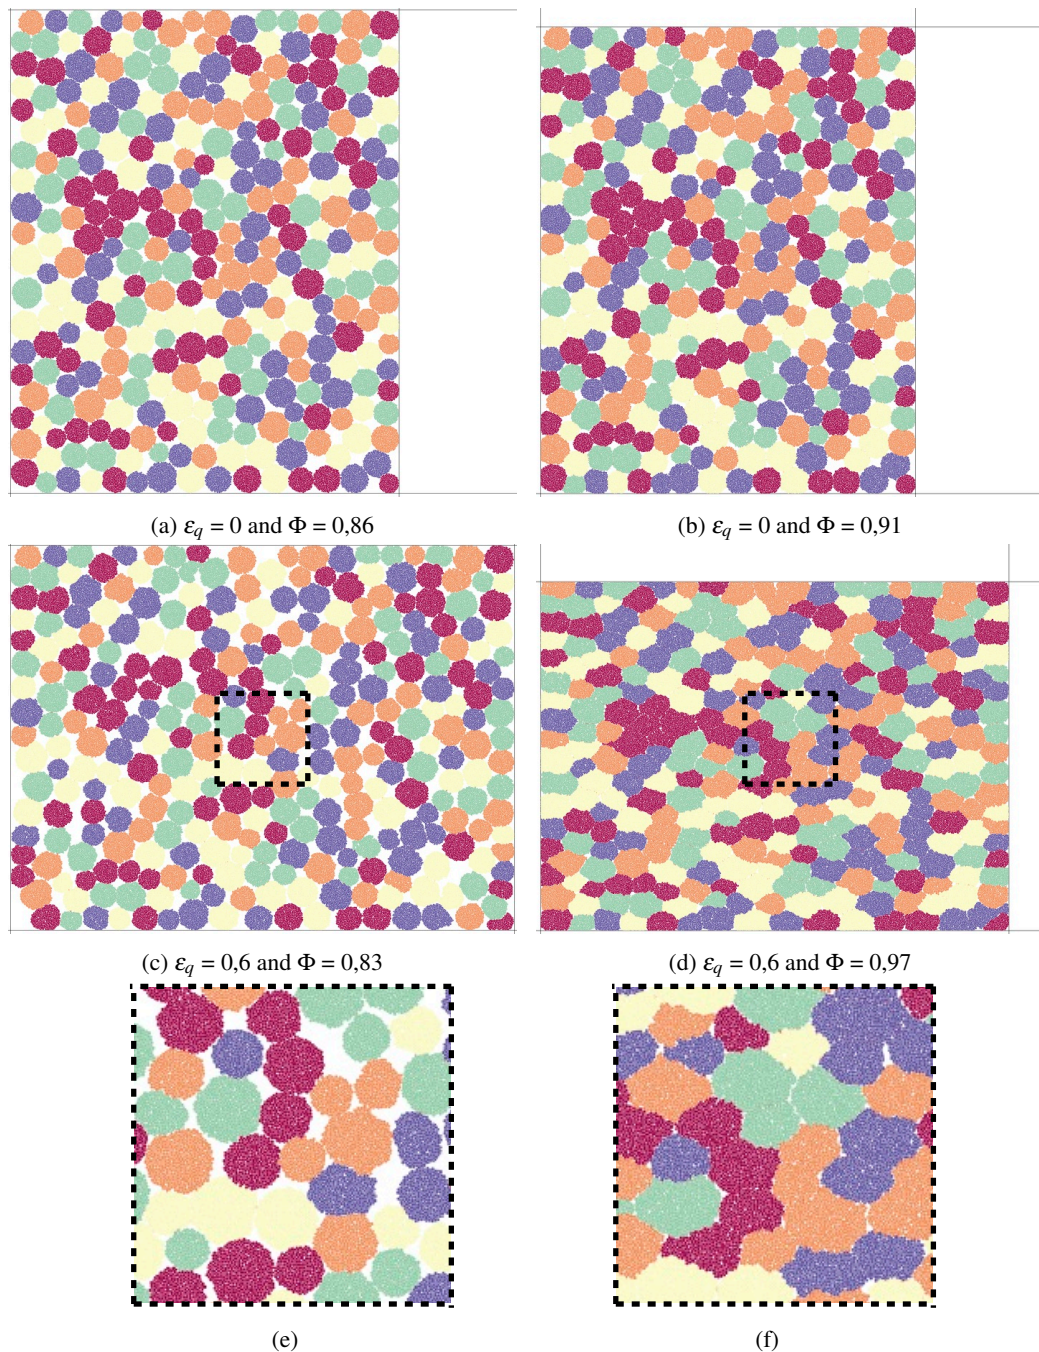 (a) εq = 0 and Φ = 0,86
(b) εq = 0 and Φ = 0,91
(c) εq = 0,6 and Φ = 0,83
(d) εq = 0,6 and Φ = 0,97
(e)
(f)